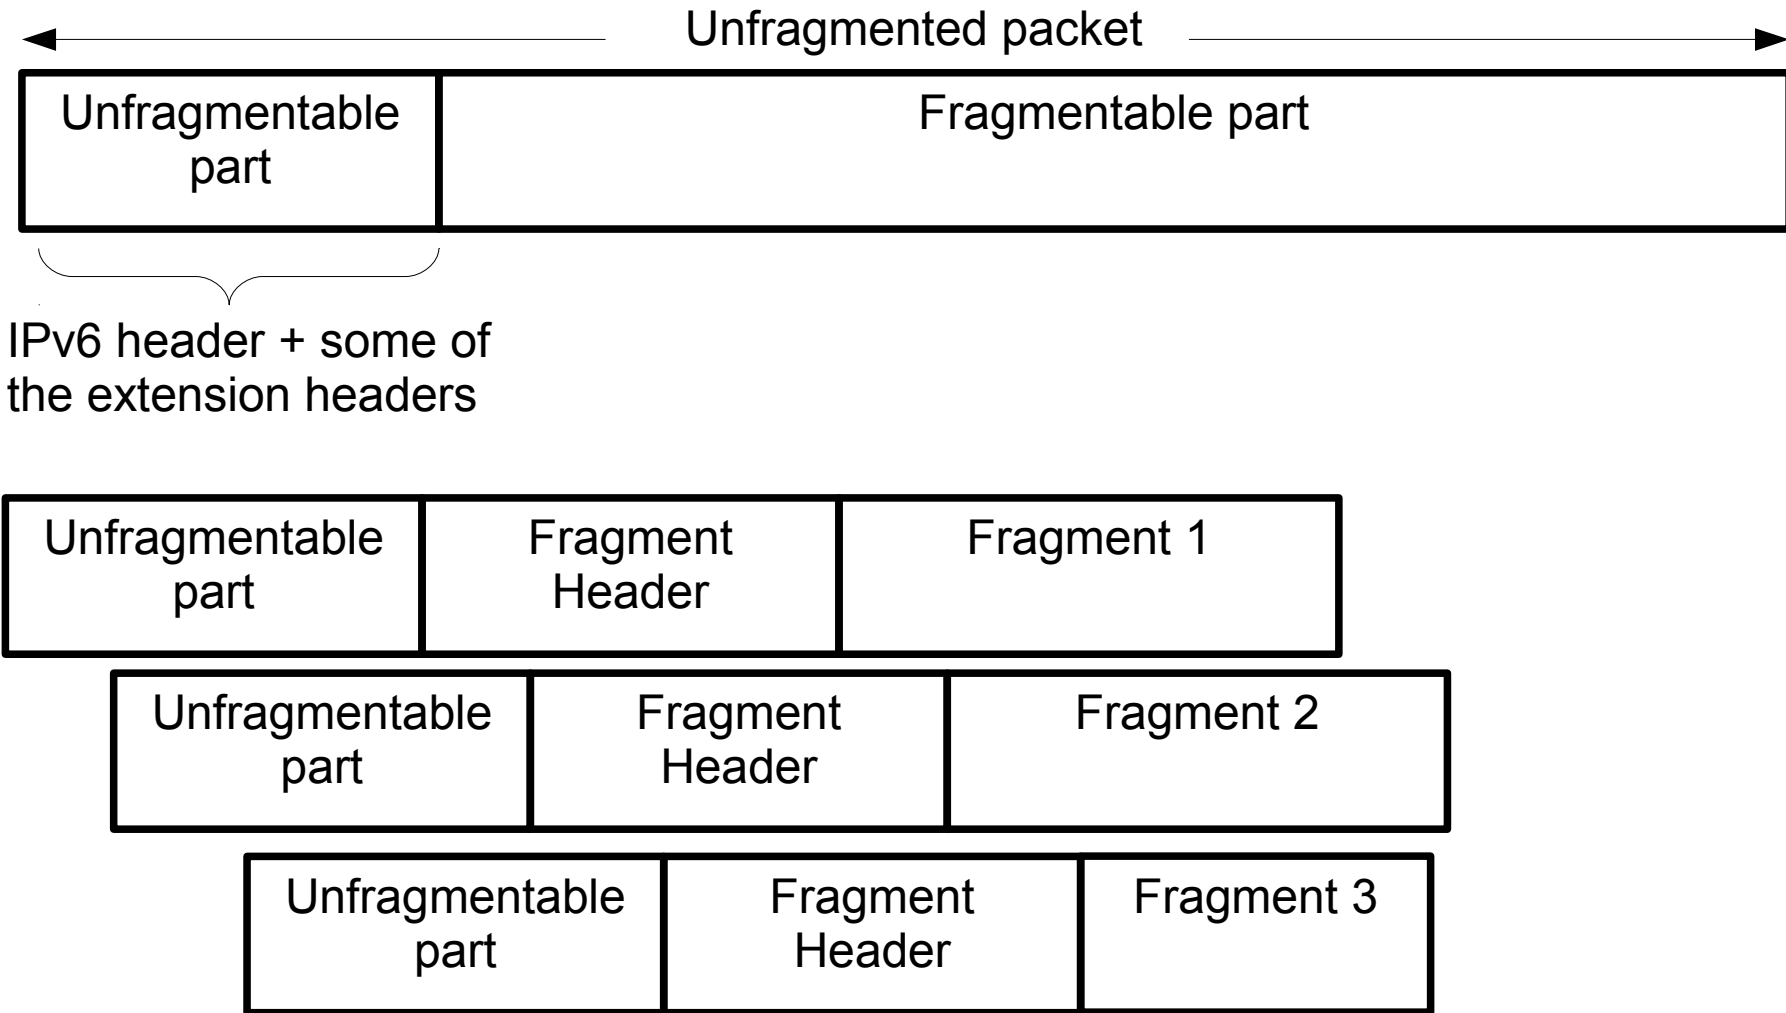 Unfragmented packet
Unfragmentable
part
Fragmentable part
IPv6 header + some of
the extension headers
Unfragmentable
part
Fragment
Header
Fragment 1
Unfragmentable
part
Fragment
Header
Fragment 2
Unfragmentable
part
Fragment
Header
Fragment 3